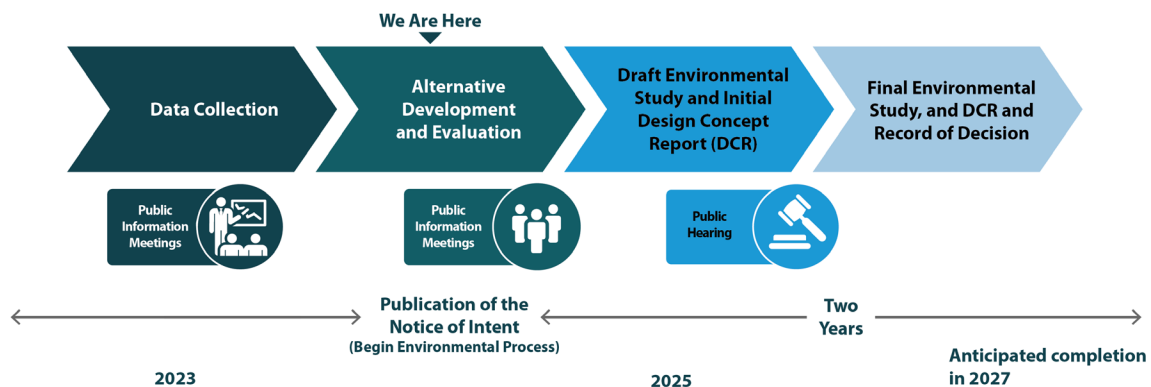 We Are Here
Data Collection
Alternative
Development
and Evaluation
Draft Environmental
Study and Initial
Design Concept
Report (DCR)
Final Environmental
Study, and DCR and
Record of Decision
Public
Information
Meetings
Public
Information
Meetings
Public
Hearing
Publication of the
Notice of Intent
(Begin Environmental Process)
Two
Years
2023
2025
Anticipated completion
in 2027